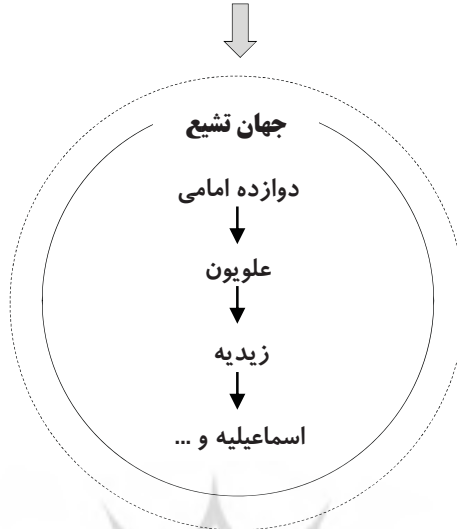 جهان تشیع
دوازده امامی
علویون
زیدیه
اسماعیلیه و ...